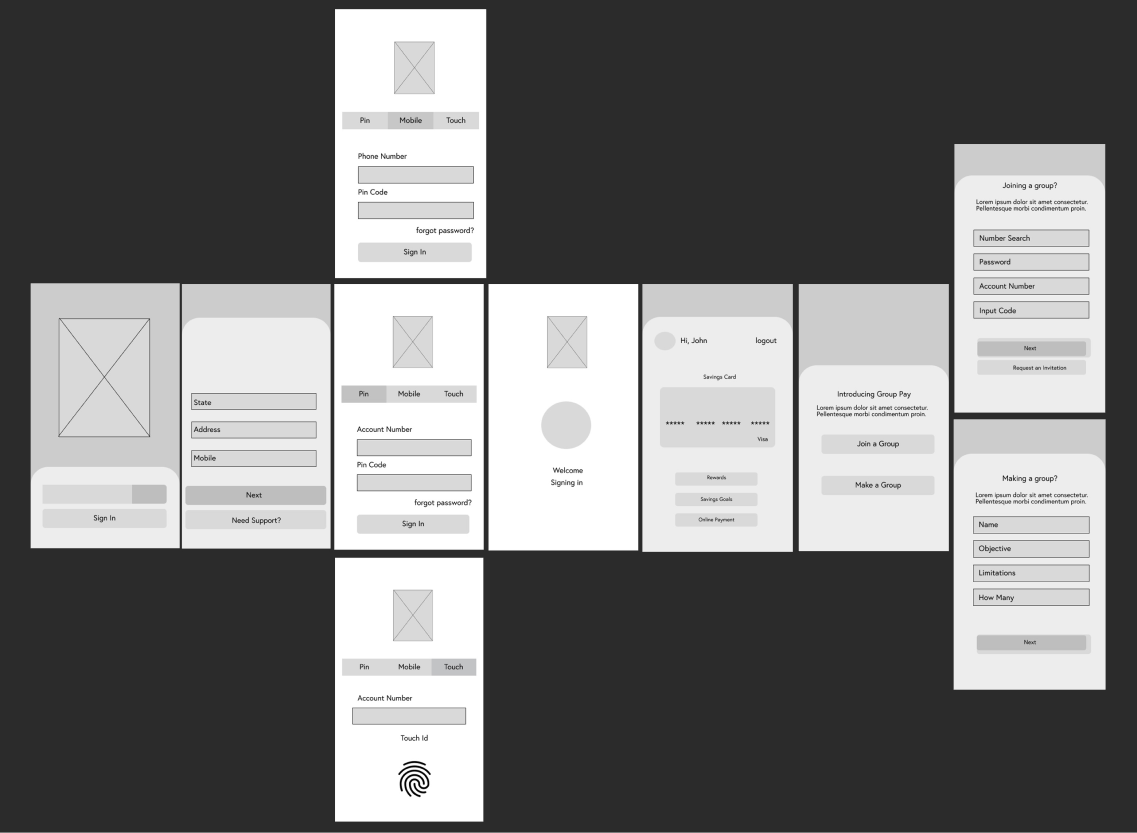 Pin Mobile Touch
Phone Number
Pin Code
forgot password?
Sign In
Sign In
State
Address
Mobile
Next
Need Support?
Pin Mobile Touch
Account Number
Pin Code
forgot password?
Sign In
Welcome
Signing in
Hi, John logout
Savings Card
***** ***** ***** *****
Visa
Rewards
Savings Goals
Online Payment
Introducing Group Pay
Lorem ipsum dolor sit amet consectetur.
Pellentesque morbi condimentum proin.
Join a Group
Make a Group
Joining a group?
Lorem ipsum dolor sit amet consectetur.
Pellentesque morbi condimentum proin.
Number Search
Password
Account Number
Input Code
Next
Request an Invitation
Making a group?
Lorem ipsum dolor sit amet consectetur.
Pellentesque morbi condimentum proin.
Name
Objective
Limitations
How Many
Next
Pin Mobile Touch
Account Number
Touch Id